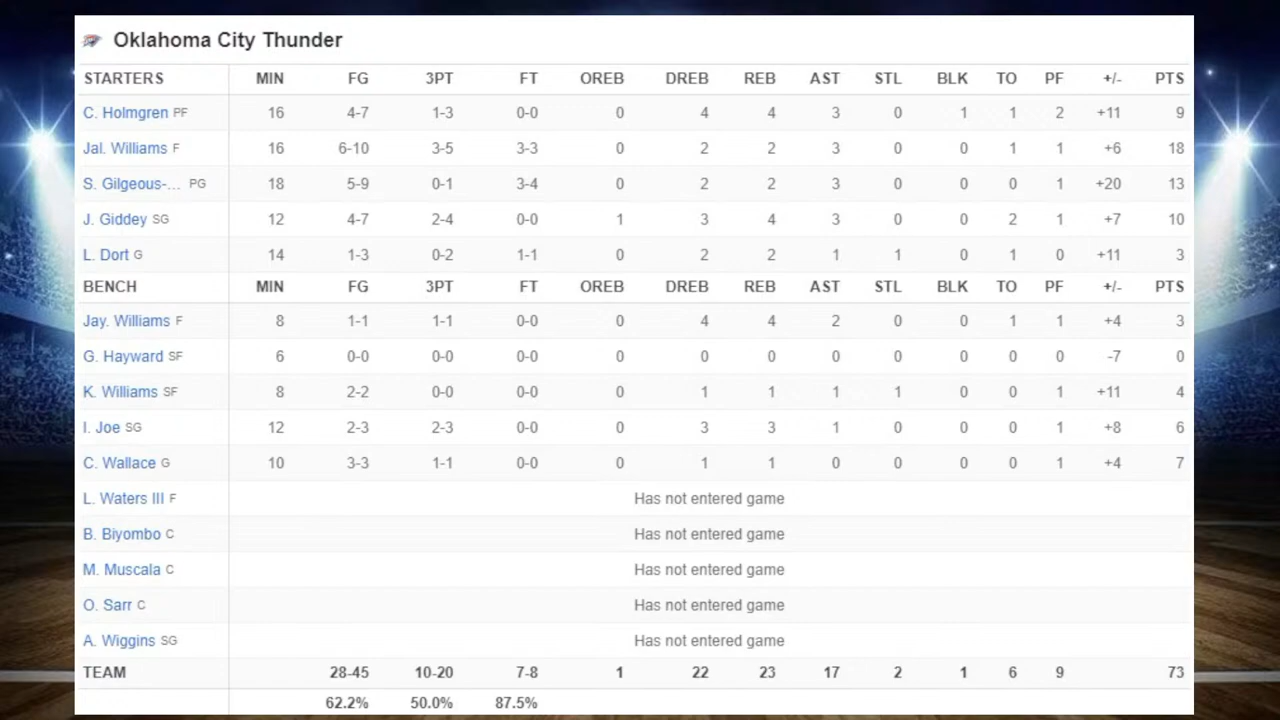 Oklahoma City Thunder
STARTERS MIN FG 3PT FT OREB DREB REB AST STL BLK TO PF +/- PTS
C. Holmgren PF 16 4-7 1-3 0-0 0 4 4 3 0 1 1 2 +11 9
Jal. Williams F 16 6-10 3-5 3-3 0 2 2 3 0 0 1 1 +6 18
S. Gilgeous-... PG 18 5-9 0-1 3-4 0 2 2 3 0 0 0 1 +20 13
J. Giddey SG 12 4-7 2-4 0-0 1 3 4 3 0 0 2 1 +7 10
L. Dort G 14 1-3 0-2 1-1 0 2 2 1 1 0 1 0 +11 3
BENCH MIN FG 3PT FT OREB DREB REB AST STL BLK TO PF +/- PTS
Jay. Williams F 8 1-1 1-1 0-0 0 4 4 2 0 0 1 1 +4 3
G. Hayward SF 6 0-0 0-0 0-0 0 0 0 0 0 0 0 0 -7 0
K. Williams SF 8 2-2 0-0 0-0 0 1 1 1 1 0 0 1 +11 4
I. Joe SG 12 2-3 2-3 0-0 0 3 3 1 0 0 0 1 +8 6
C. Wallace G 10 3-3 1-1 0-0 0 1 1 0 0 0 0 1 +4 7
L. Waters III F Has not entered game
B. Biyombo C Has not entered game
M. Muscala C Has not entered game
O. Sarr C Has not entered game
A. Wiggins SG Has not entered game
TEAM 28-45 10-20 7-8 1 22 23 17 2 1 6 9 73
62.2% 50.0% 87.5%